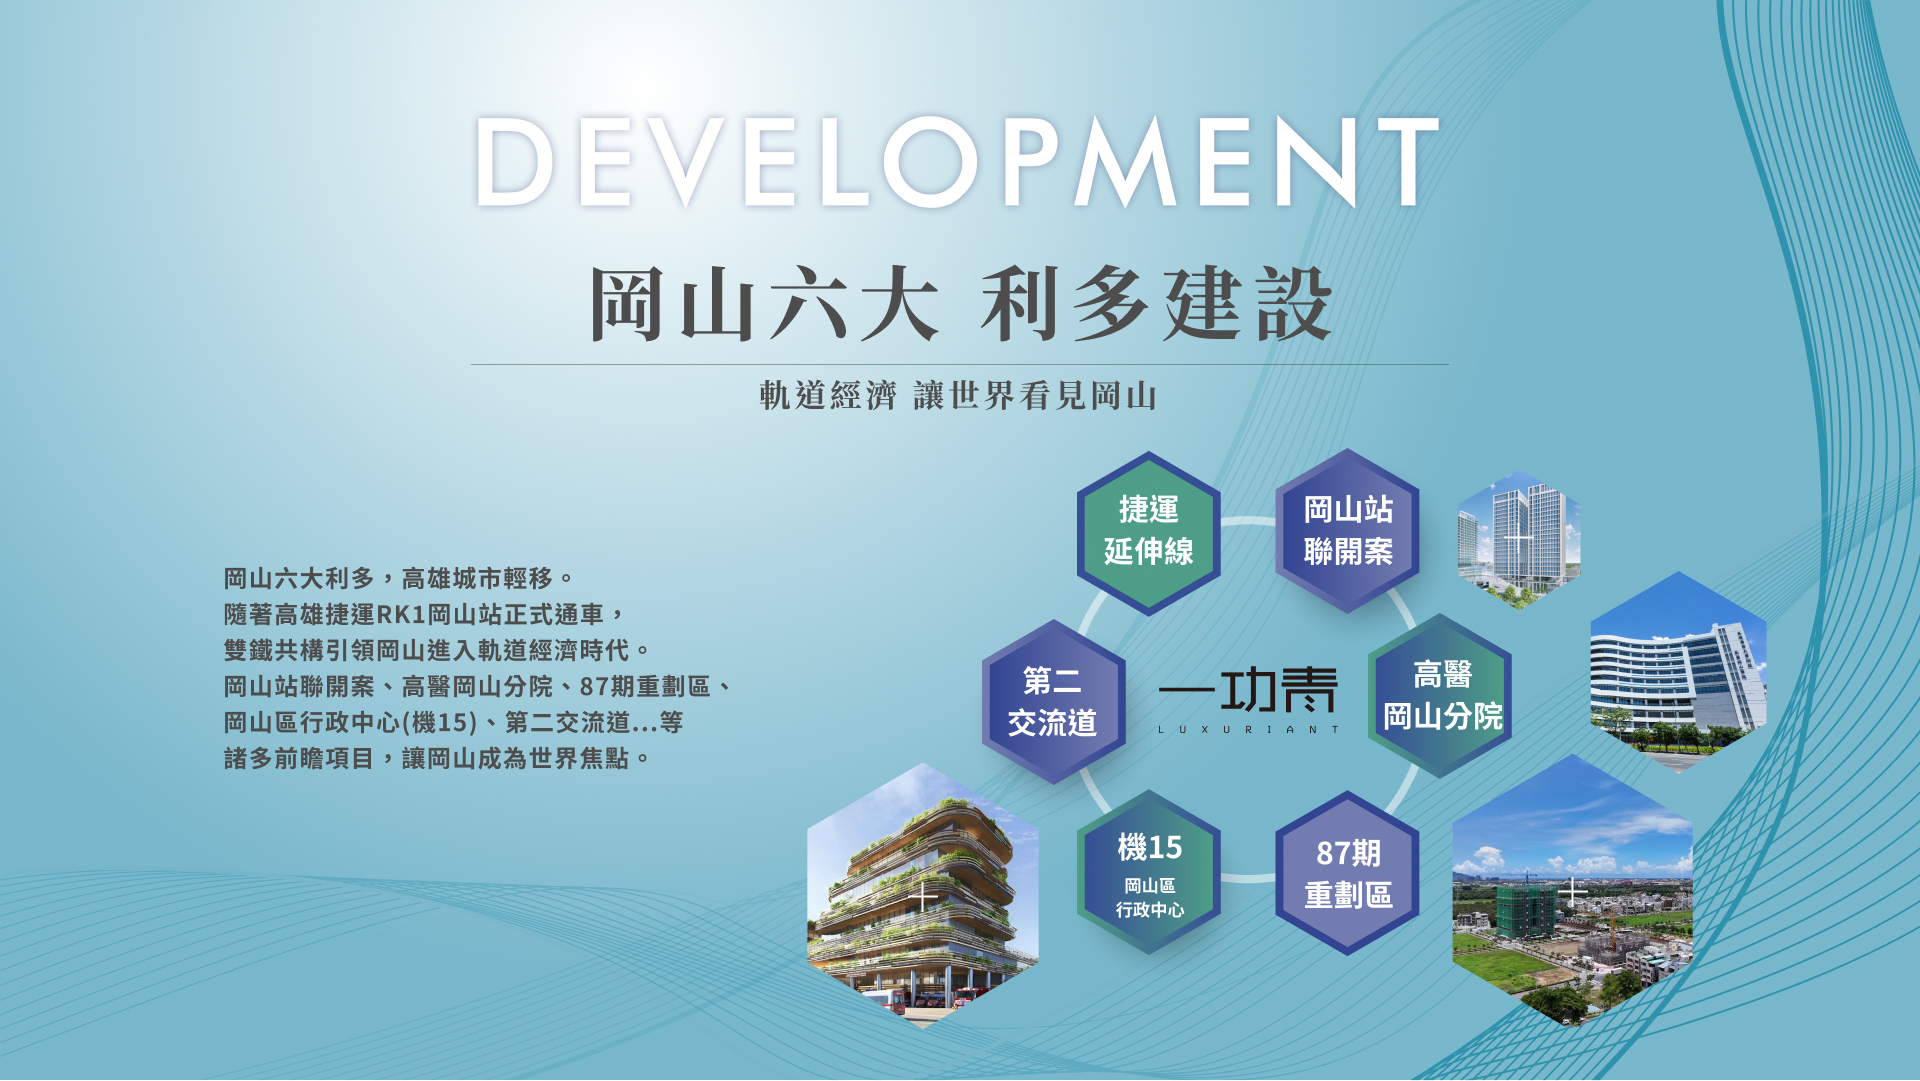 DEVELOPMENT
岡山六大 利多建設
軌道經濟 讓世界看見岡山
岡山六大利多，高雄城市輕移。
隨著高雄捷運RK1岡山站正式通車，
雙鐵共構引領岡山進入軌道經濟時代。
岡山站聯開案、高醫岡山分院、87期重劃區、
岡山區行政中心(機15)、第二交流道...等
諸多前瞻項目，讓岡山成為世界焦點。
捷運
延伸線
岡山站
聯開案
第二
交流道
一功青
LUXURIANT
高醫
岡山分院
機15
岡山區
行政中心
87期
重劃區